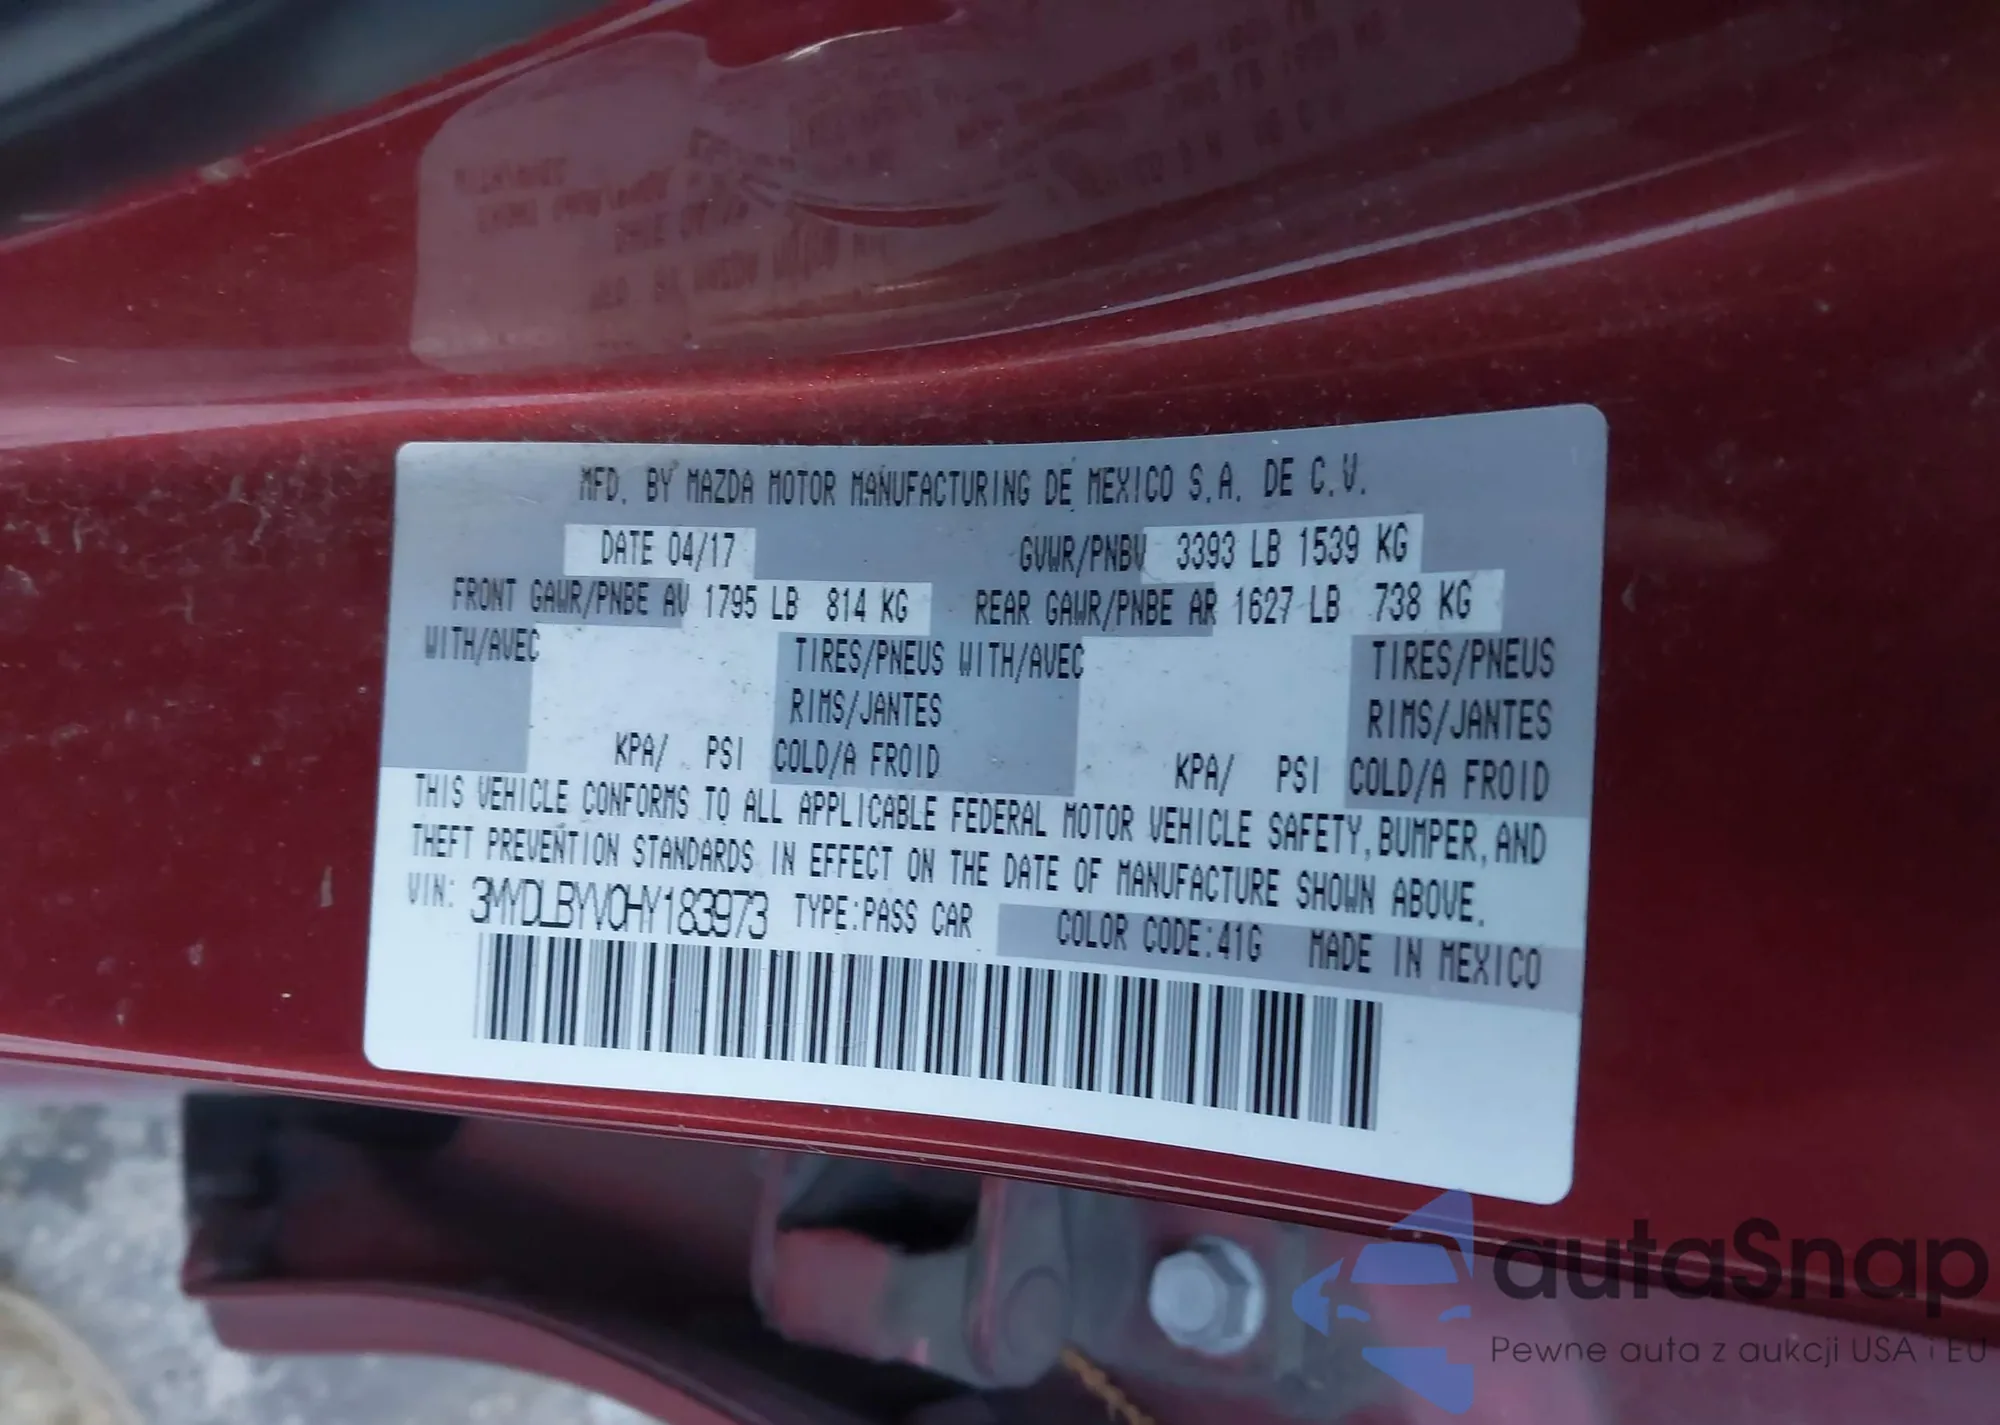 MFD. BY MAZDA MOTOR MANUFACTURING DE MEXICO S.A. DE C.V.
DATE 04/17 GVWR/PNBV 3393 LB 1539 KG
FRONT GAWR/PNBE AV 1795 LB 814 KG REAR GAWR/PNBE AR 1627 LB 738 KG
WITH/AVEC TIRES/PNEUS WITH/AVEC TIRES/PNEUS
RIMS/JANTES RIMS/JANTES
KPA/ PSI COLD/A FROID KPA/ PSI COLD/A FROID
THIS VEHICLE CONFORMS TO ALL APPLICABLE FEDERAL MOTOR VEHICLE SAFETY, BUMPER, AND
THEFT PREVENTION STANDARDS IN EFFECT ON THE DATE OF MANUFACTURE SHOWN ABOVE.
VIN: 3MYDLBYV0HY183973 TYPE:PASS CAR COLOR CODE:41G MADE IN MEXICO
autaSnap
Pewne auta z aukcji USA i EU